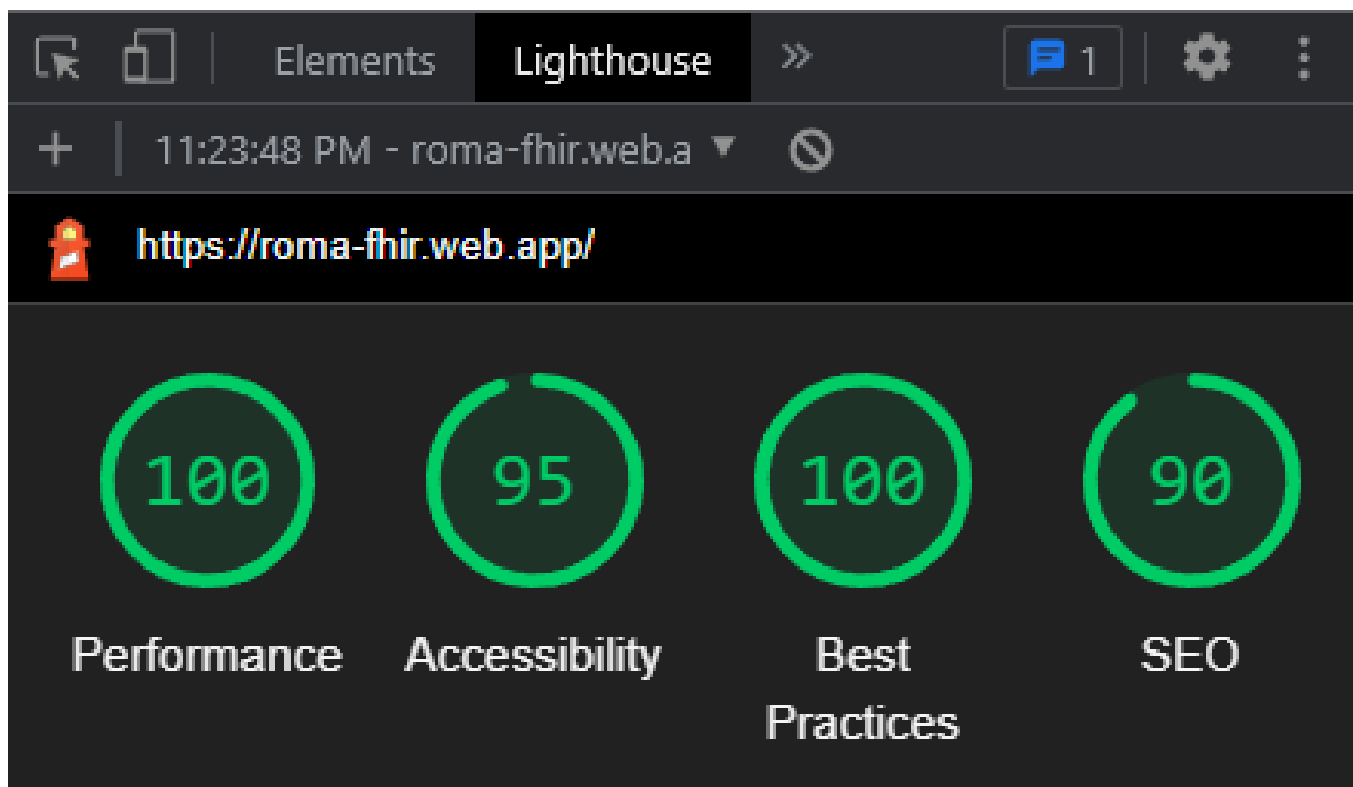 Elements Lighthouse » 1
+ 11:23:48 PM - roma-fhir.web.a ▼
https://roma-fhir.web.app/
100 95 100 90
Performance Accessibility Best SEO
Practices